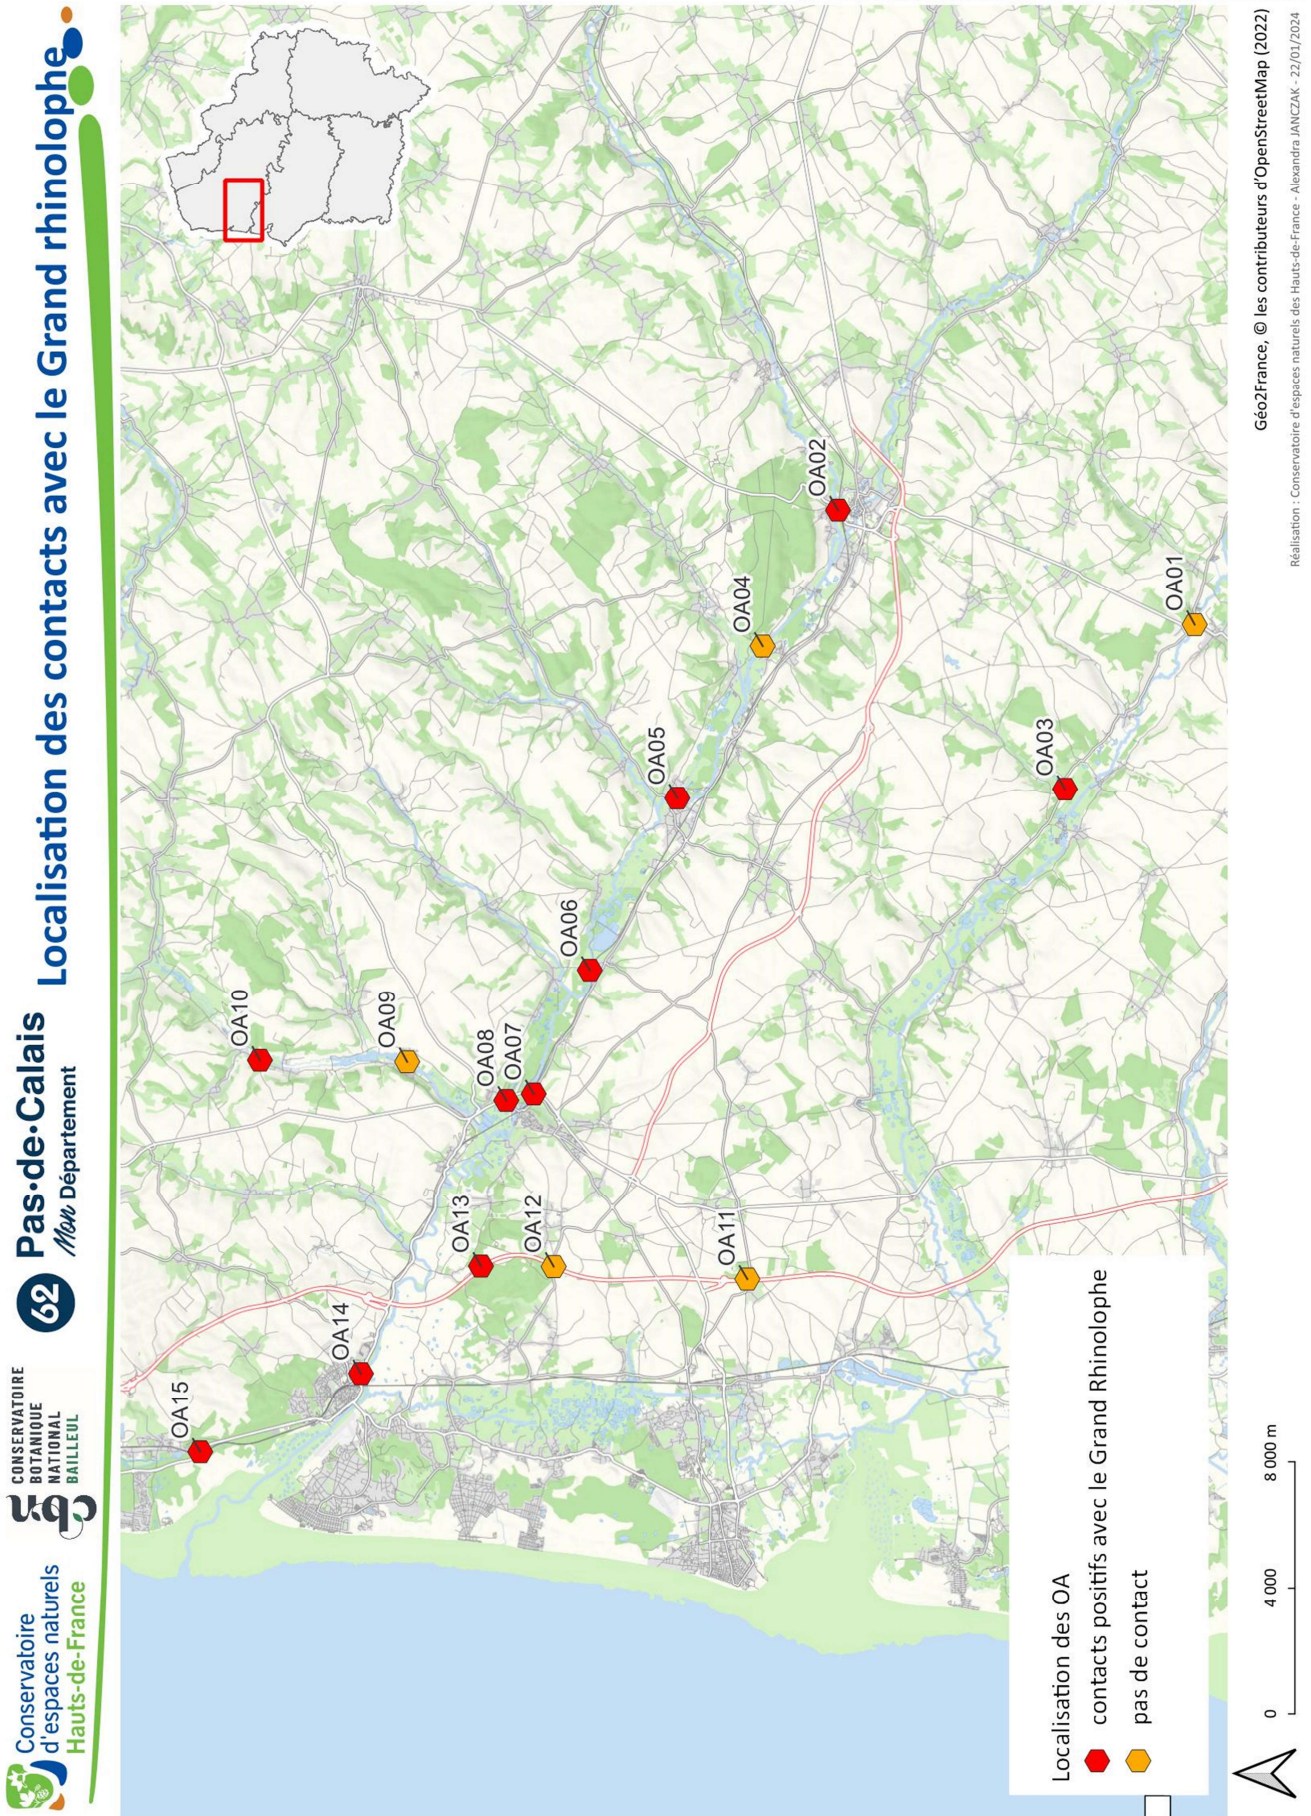 Conservatoire
d'espaces naturels
Hauts-de-France
cbn
CONSERVATOIRE
BOTANIQUE
NATIONAL
BAILLEUL
62
Pas-de-Calais
Mon Département
Localisation des contacts avec le Grand rhinolophe
OA15
OA14
OA13
OA12
OA11
OA10
OA09
OA08
OA07
OA06
OA05
OA04
OA02
OA03
OA01
Localisation des OA
contacts positifs avec le Grand Rhinolophe
pas de contact
0 4 000 8 000 m
Géo2France, © les contributeurs d'OpenStreetMap (2022)
Réalisation : Conservatoire d'espaces naturels des Hauts-de-France - Alexandra JANCZAK - 22/01/2024